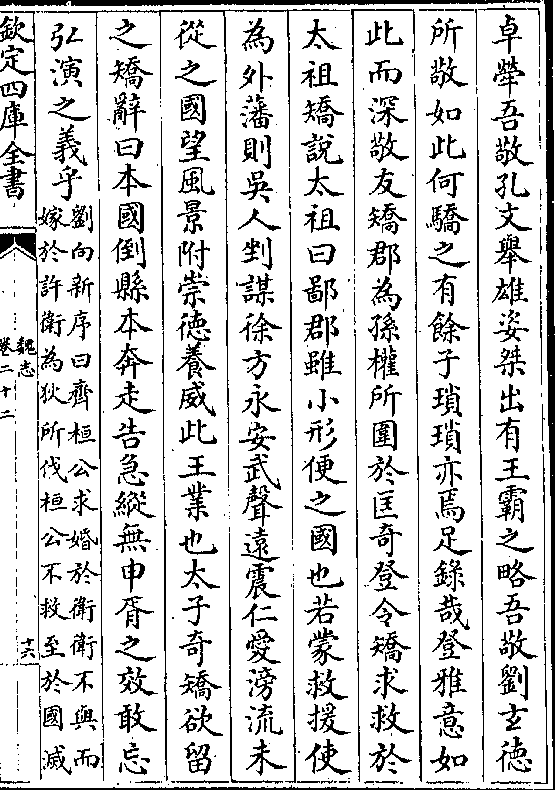 卓犖吾敬孔文舉雄姿桀出有王霸之略吾敬劉玄德
所敬如此何驕之有餘子瑣瑣亦焉足錄哉登雅意如
此而深敬友矯郡為孫權所圍於匡奇登令矯求救於
太祖矯說太祖曰鄙郡雖小形便之國也若蒙救援使
為外藩則吳人剉謀徐方永安武聲遠震仁愛滂流未
從之國望風景附崇德養威此王業也太子奇矯欲留
之矯辭曰本國倒縣本奔走告急縱無申胥之效敢忘
弘演之義乎
劉向新序曰齊桓公求婚於衛衛不與而
嫁於許衛為狄所伐桓公不救至於國滅
欽定四庫全書
魏志
卷二十二
十六